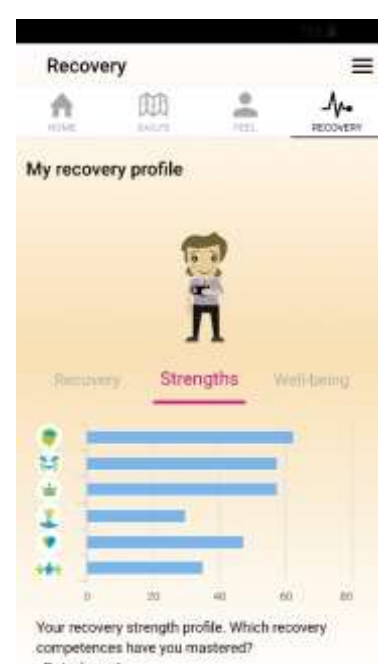 Recovery
HOME
FEEL
RECOVERY
My recovery profile
Recovery Strengths Well-being
0 20 40 60 80
Your recovery strength profile. Which recovery
competences have you mastered?